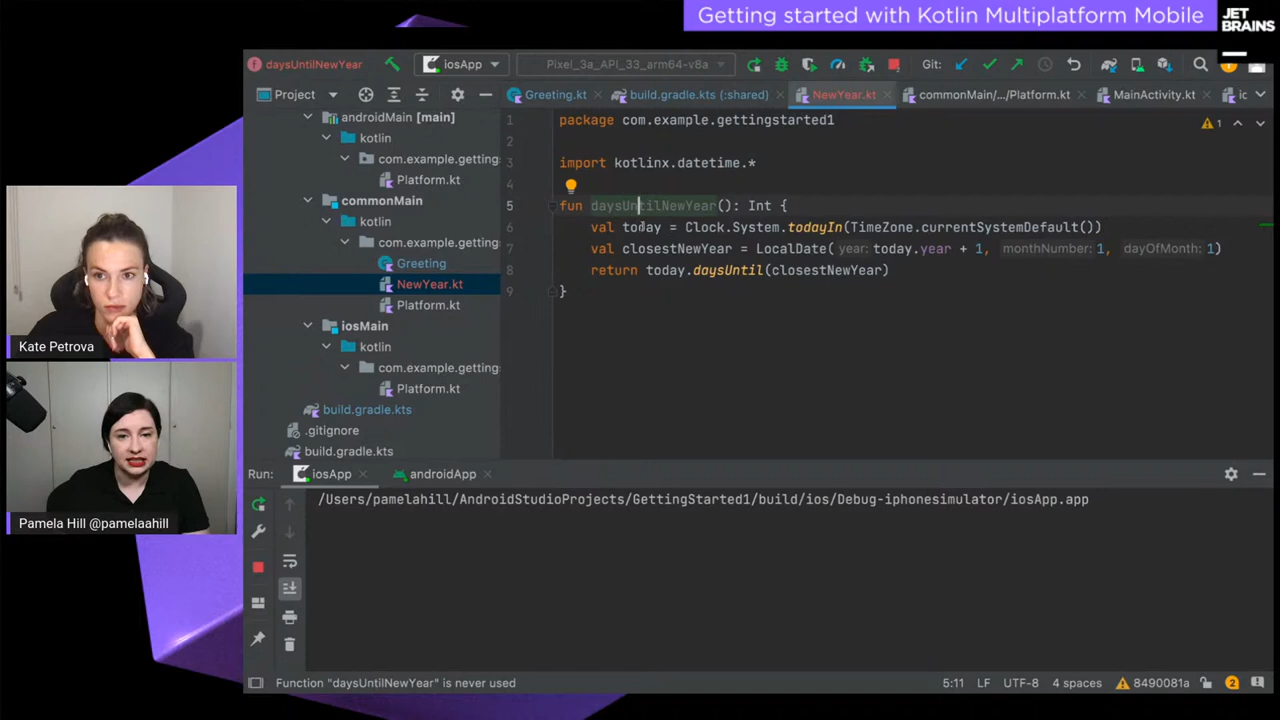 Getting started with Kotlin Multiplatform Mobile
JET
BRAINS
daysUntilNewYear
iosApp
Pixel_3a_API_33_arm64-v8a
Git:
Project
Greeting.kt
build.gradle.kts (:shared)
NewYear.kt
commonMain/.../Platform.kt
MainActivity.kt
ic
androidMain [main]
kotlin
com.example.getting
Platform.kt
commonMain
kotlin
com.example.getting
Greeting
NewYear.kt
Platform.kt
iosMain
kotlin
com.example.getting
Platform.kt
build.gradle.kts
.gitignore
build.gradle.kts
1 package com.example.gettingstarted1
2
3 import kotlinx.datetime.*
4
5 fun daysUntilNewYear(): Int {
6 val today = Clock.System.todayIn(TimeZone.currentSystemDefault())
7 val closestNewYear = LocalDate( year: today.year + 1, monthNumber: 1, dayOfMonth: 1)
8 return today.daysUntil(closestNewYear)
9 }
1
Kate Petrova
Pamela Hill @pamelaahill
Run:
iosApp
androidApp
/Users/pamelahill/AndroidStudioProjects/GettingStarted1/build/ios/Debug-iphonesimulator/iosApp.app
Function "daysUntilNewYear" is never used
5:11
LF
UTF-8
4 spaces
8490081a
2